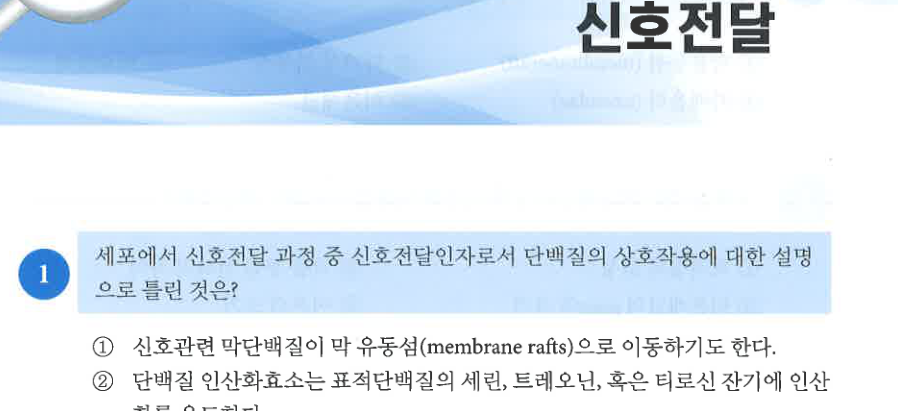 신호전달
1
세포에서 신호전달 과정 중 신호전달인자로서 단백질의 상호작용에 대한 설명
으로 틀린 것은?
① 신호관련 막단백질이 막 유동섬(membrane rafts)으로 이동하기도 한다.
② 단백질 인산화효소는 표적단백질의 세린, 트레오닌, 혹은 티로신 잔기에 인산